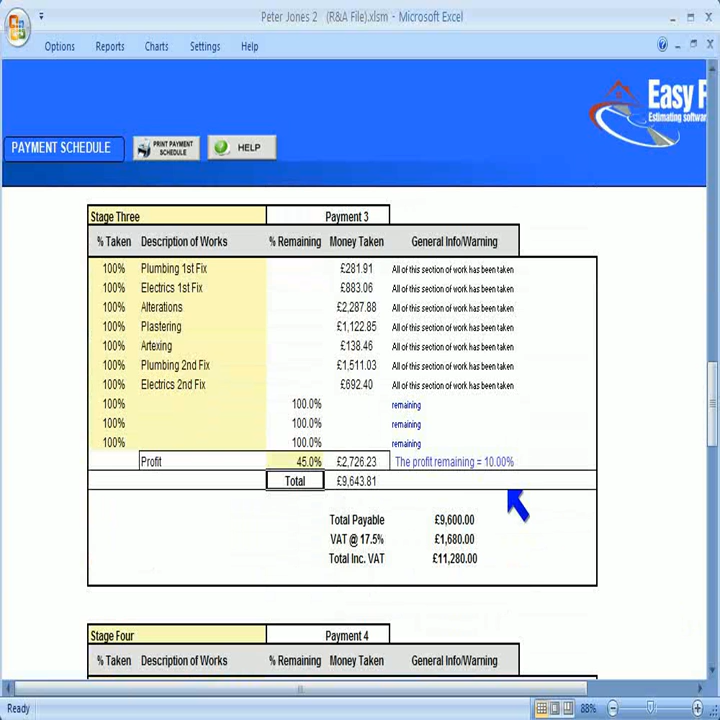 Peter Jones 2 (R&A File).xlsm - Microsoft Excel
Options Reports Charts Settings Help
Easy
Estimating software
PAYMENT SCHEDULE PRINT PAYMENT SCHEDULE HELP
Stage Three Payment 3
% Taken Description of Works % Remaining Money Taken General Info/Warning
100% Plumbing 1st Fix £281.91 All of this section of work has been taken
100% Electrics 1st Fix £883.06 All of this section of work has been taken
100% Alterations £2,287.88 All of this section of work has been taken
100% Plastering £1,122.85 All of this section of work has been taken
100% Artexing £138.46 All of this section of work has been taken
100% Plumbing 2nd Fix £1,511.03 All of this section of work has been taken
100% Electrics 2nd Fix £692.40 All of this section of work has been taken
100% 100.0% remaining
100% 100.0% remaining
100% 100.0% remaining
Profit 45.0% £2,726.23 The profit remaining = 10.00%
Total £9,643.81
Total Payable £9,600.00
VAT @ 17.5% £1,680.00
Total Inc. VAT £11,280.00
Stage Four Payment 4
% Taken Description of Works % Remaining Money Taken General Info/Warning
Ready 88%